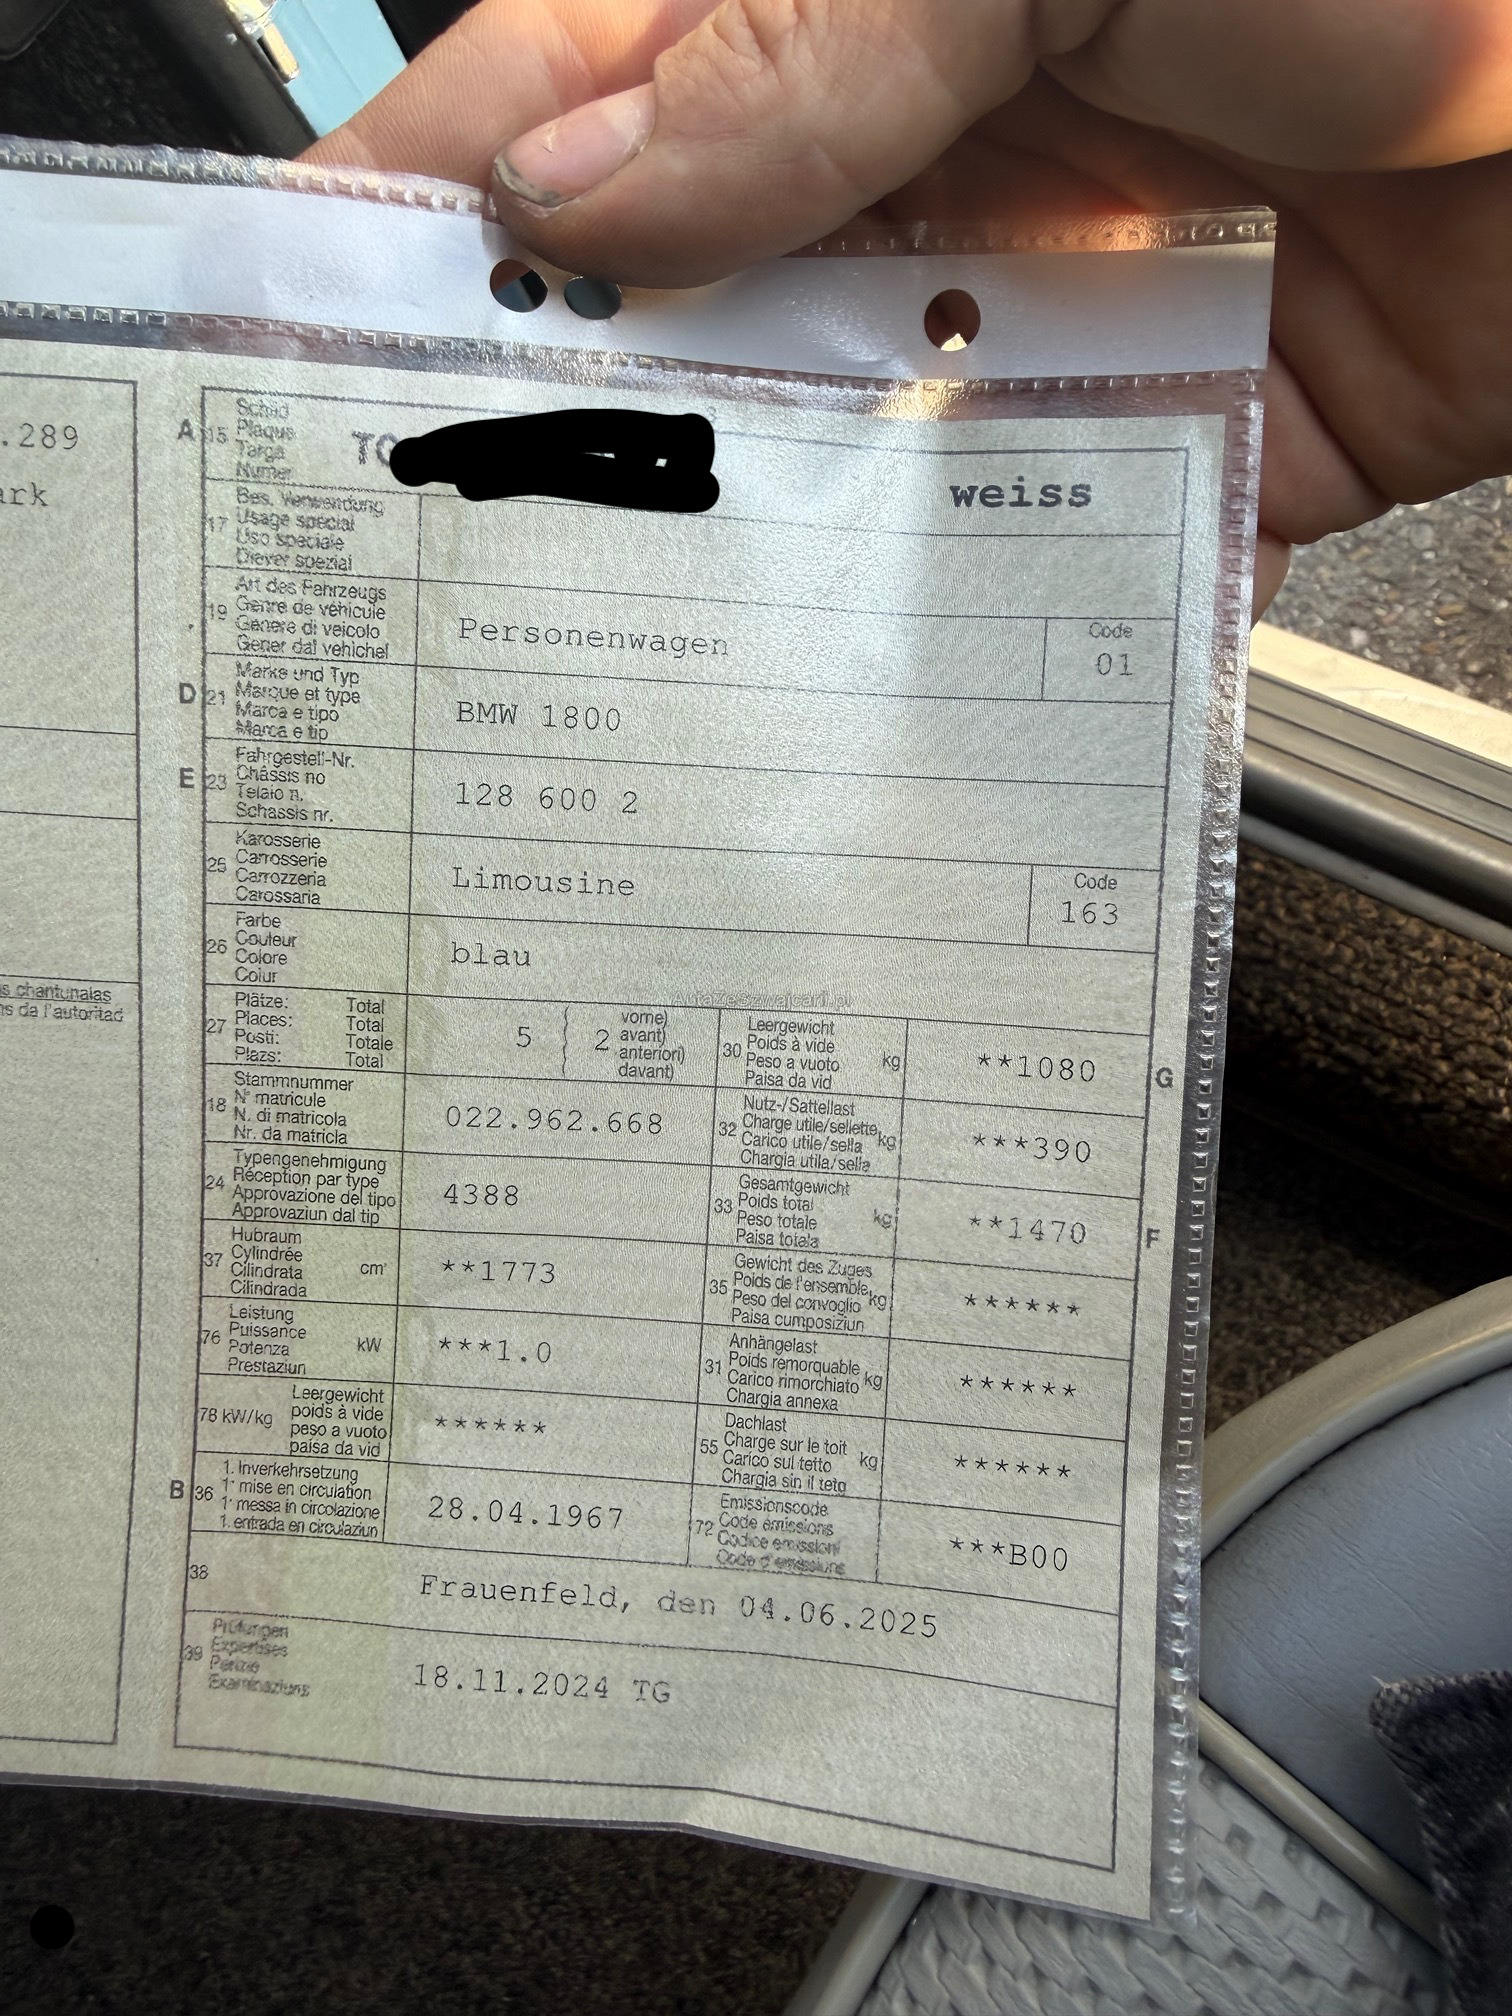 .289
ark
s chantunalas
ns da l'autoritad
A 15 Schild
Plaque
Targa
Numer
TG
weiss
17 Bes. Verwendung
Usage spécial
Uso speciale
Diever spezial
19 Art des Fahrzeugs
Genre de véhicule
Genere di veicolo
Gener dal vehichel
Personenwagen
Code
01
D 21 Marke und Typ
Marque et type
Marca e tipo
Marca e tip
BMW 1800
E 23 Fahrgestell-Nr.
Châssis no
Telaio n.
Schassis nr.
128 600 2
25 Karosserie
Carrosserie
Carrozzeria
Carossaria
Limousine
Code
163
26 Farbe
Couleur
Colore
Colur
blau
AutaZeSzwajcarii.pl
27 Plätze: Total
Places: Total
Posti: Totale
Plazs: Total
5
2
vorne)
avant)
anteriori)
davant)
30 Leergewicht
Poids à vide
Peso a vuoto kg
Paisa da vid
**1080
G
18 Stammnummer
N° matricule
N. di matricola
Nr. da matricla
022.962.668
32 Nutz-/Sattellast
Charge utile/sellette kg
Carico utile/sella
Chargia utila/sella
***390
24 Typengenehmigung
Réception par type
Approvazione del tipo
Approvaziun dal tip
4388
33 Gesamtgewicht
Poids total
Peso totale kg
Paisa totala
**1470
F
37 Hubraum
Cylindrée
Cilindrata cm³
Cilindrada
**1773
35 Gewicht des Zuges
Poids de l'ensemble kg
Peso del convoglio
Paisa cumposiziun
******
76 Leistung
Puissance
Potenza kW
Prestaziun
***1.0
31 Anhängelast
Poids remorquable kg
Carico rimorchiato
Chargia annexa
******
78 kW/kg Leergewicht
poids à vide
peso a vuoto
paisa da vid
******
55 Dachlast
Charge sur le toit
Carico sul tetto kg
Chargia sin il tetg
******
B 36 1. Inverkehrsetzung
1ʳ mise en circulation
1ʳ messa in circolazione
1. entrada en circulaziun
28.04.1967
72 Emissionscode
Code émissions
Codice emissioni
Code d'emissiuns
***B00
38
Frauenfeld, den 04.06.2025
39 Prüfungen
Expertises
Perizie
Examinaziuns
18.11.2024 TG